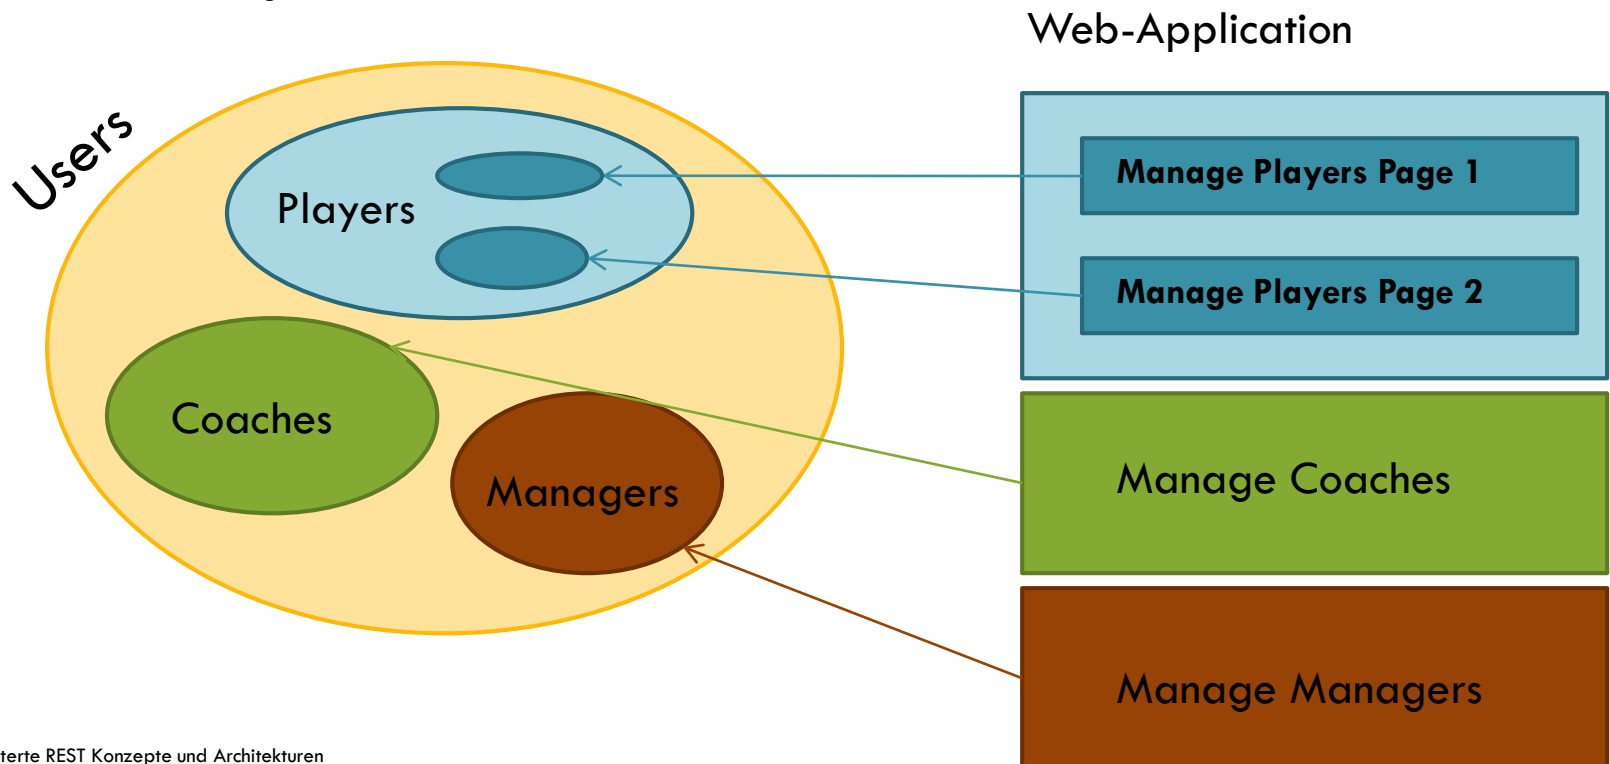 Web-Application
Users
Players
Manage Players Page 1
Manage Players Page 2
Coaches
Manage Coaches
Managers
Manage Managers
REST Konzepte und Architekturen